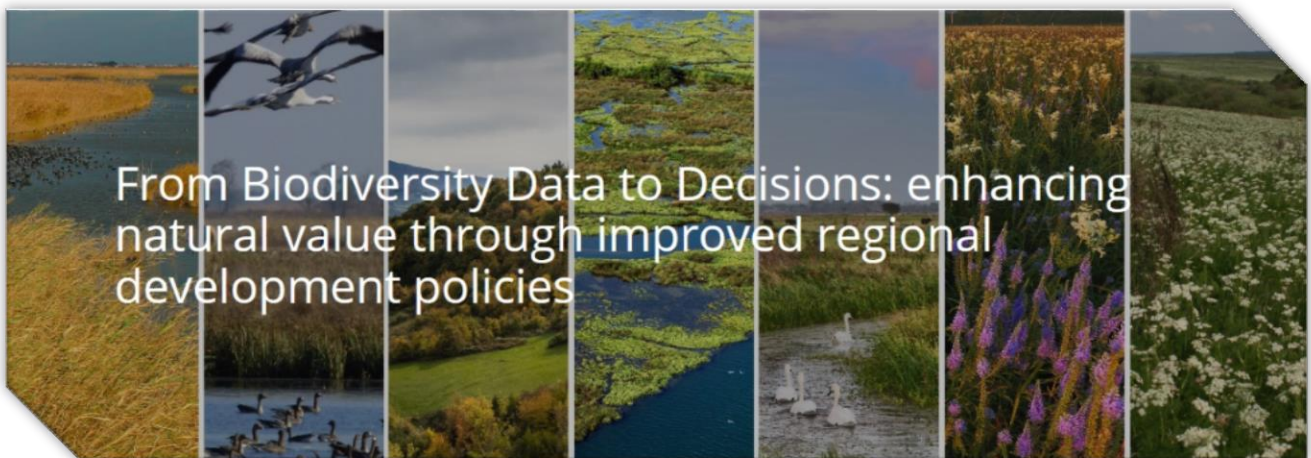 From Biodiversity Data to Decisions: enhancing
natural value through improved regional
development policies